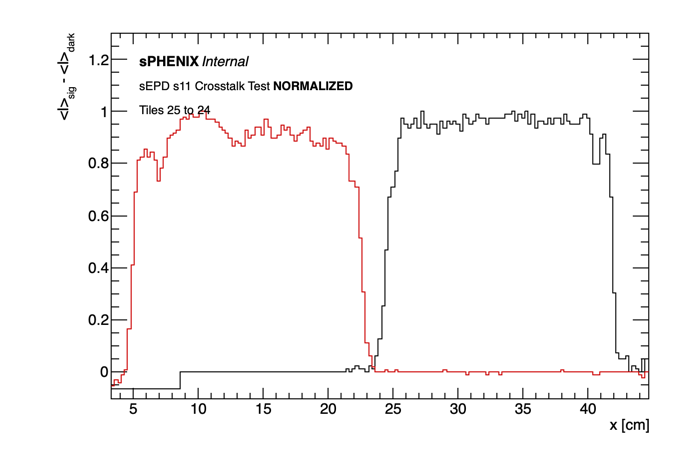 <I>sig - <I>dark
sPHENIX Internal
sEPD s11 Crosstalk Test NORMALIZED
Tiles 25 to 24
1.2
1
0.8
0.6
0.4
0.2
0
5 10 15 20 25 30 35 40
x [cm]